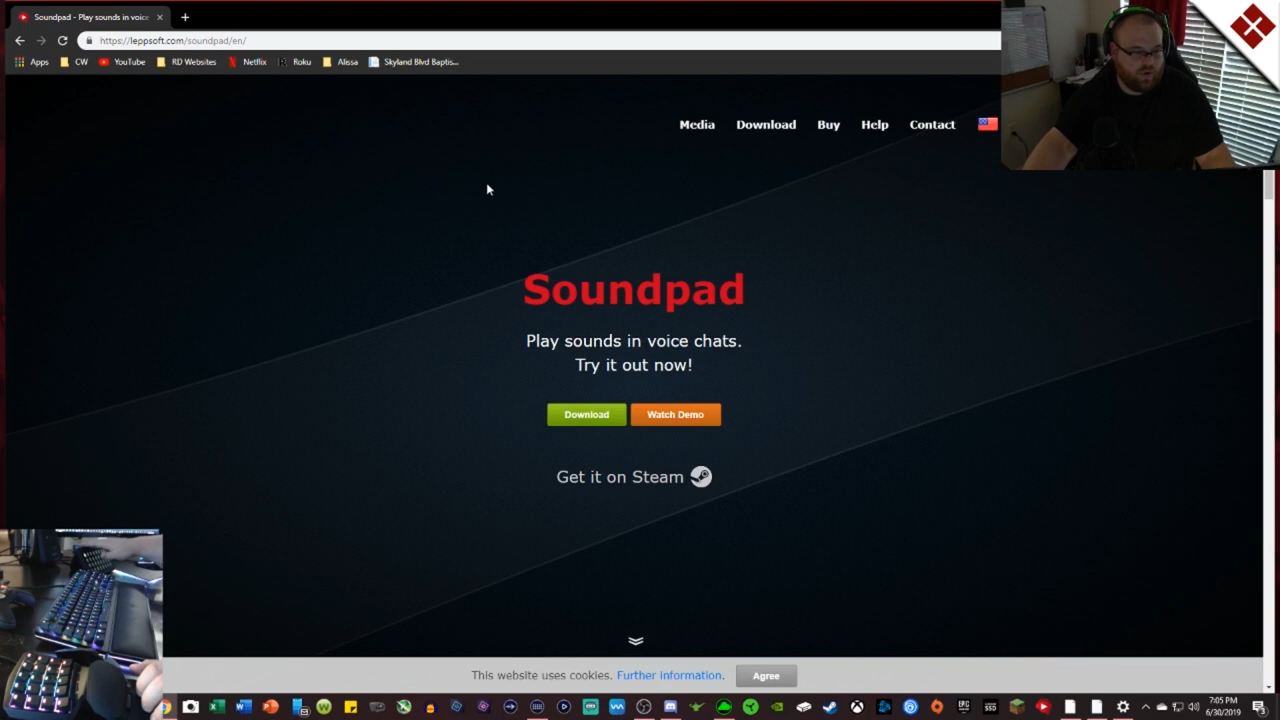 Soundpad - Play sounds in voice
https://leppsoft.com/soundpad/en/
Apps CW YouTube RD Websites Netflix Roku Alissa Skyland Blvd Baptis...
Media Download Buy Help Contact
Soundpad
Play sounds in voice chats.
Try it out now!
Download Watch Demo
Get it on Steam
This website uses cookies. Further information. Agree
7:05 PM
6/30/2019